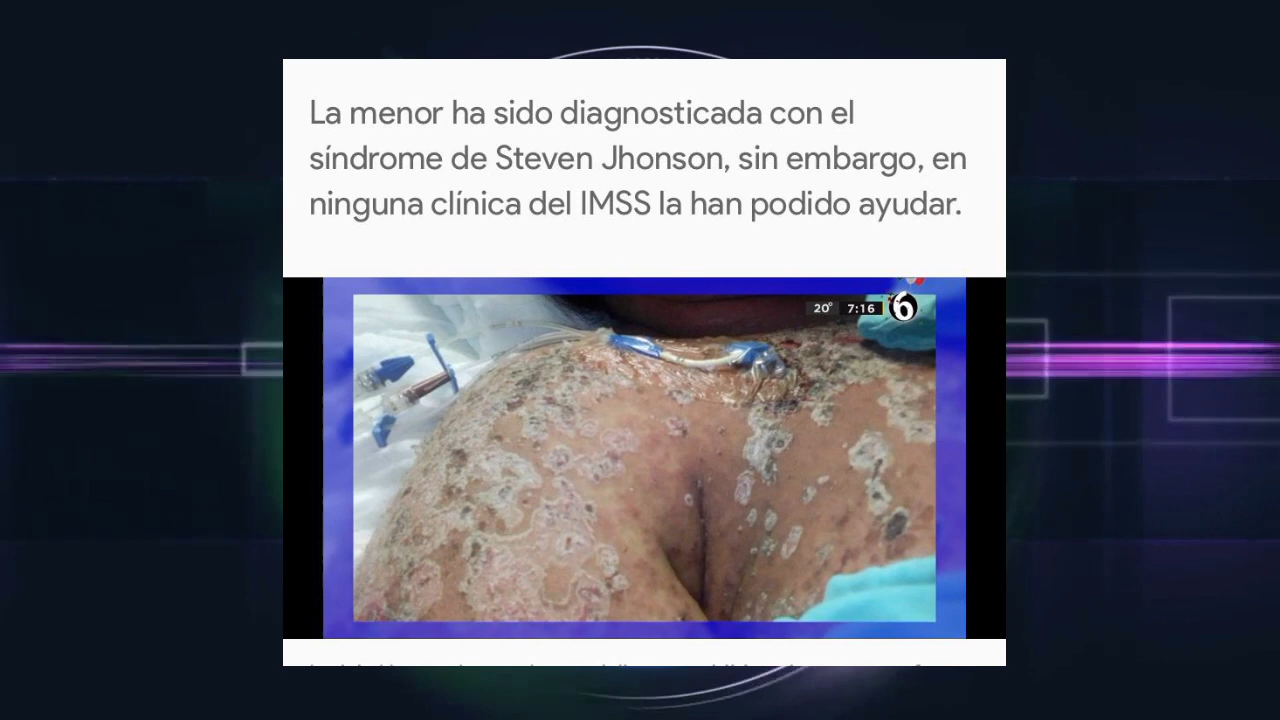 La menor ha sido diagnosticada con el
síndrome de Steven Jhonson, sin embargo, en
ninguna clínica del IMSS la han podido ayudar.
20° 7:16 6